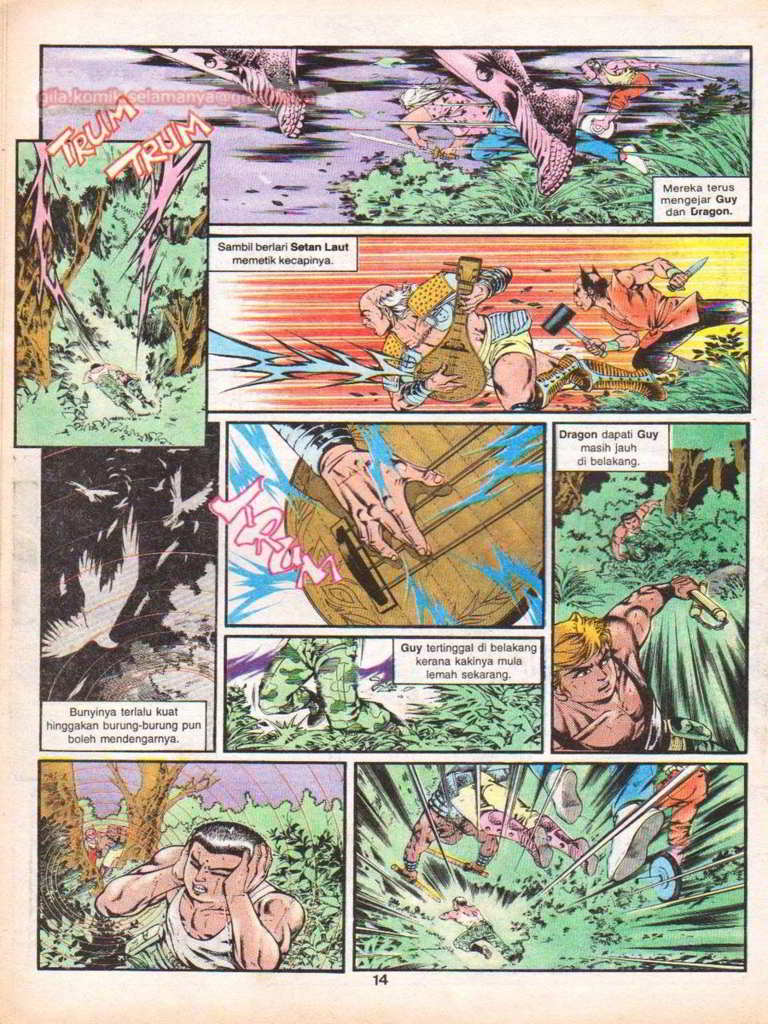 TRUM
TRUM
Mereka terus
mengejar Guy
dan Dragon.
Sambil berlari Setan Laut
memetik kecapinya.
Bunyinya terlalu kuat
hinggakan burung-burung pun
boleh mendengarnya.
TRUM
Guy tertinggal di belakang
kerana kakinya mula
lemah sekarang.
Dragon dapati Guy
masih jauh
di belakang.
14